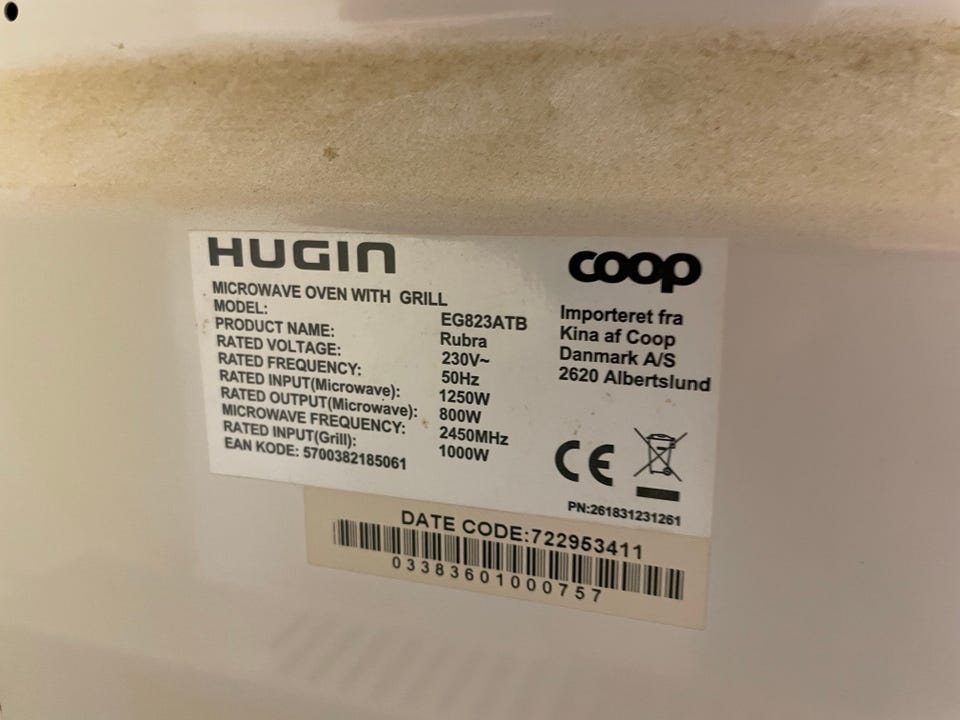 HUGIN
MICROWAVE OVEN WITH GRILL
MODEL: EG823ATB
PRODUCT NAME: Rubra
RATED VOLTAGE: 230V~
RATED FREQUENCY: 50Hz
RATED INPUT(Microwave): 1250W
RATED OUTPUT(Microwave): 800W
MICROWAVE FREQUENCY: 2450MHz
RATED INPUT(Grill): 1000W
EAN KODE: 5700382185061
coop
Importeret fra
Kina af Coop
Danmark A/S
2620 Albertslund
CE
PN:261831231261
DATE CODE:722953411
03383601000757